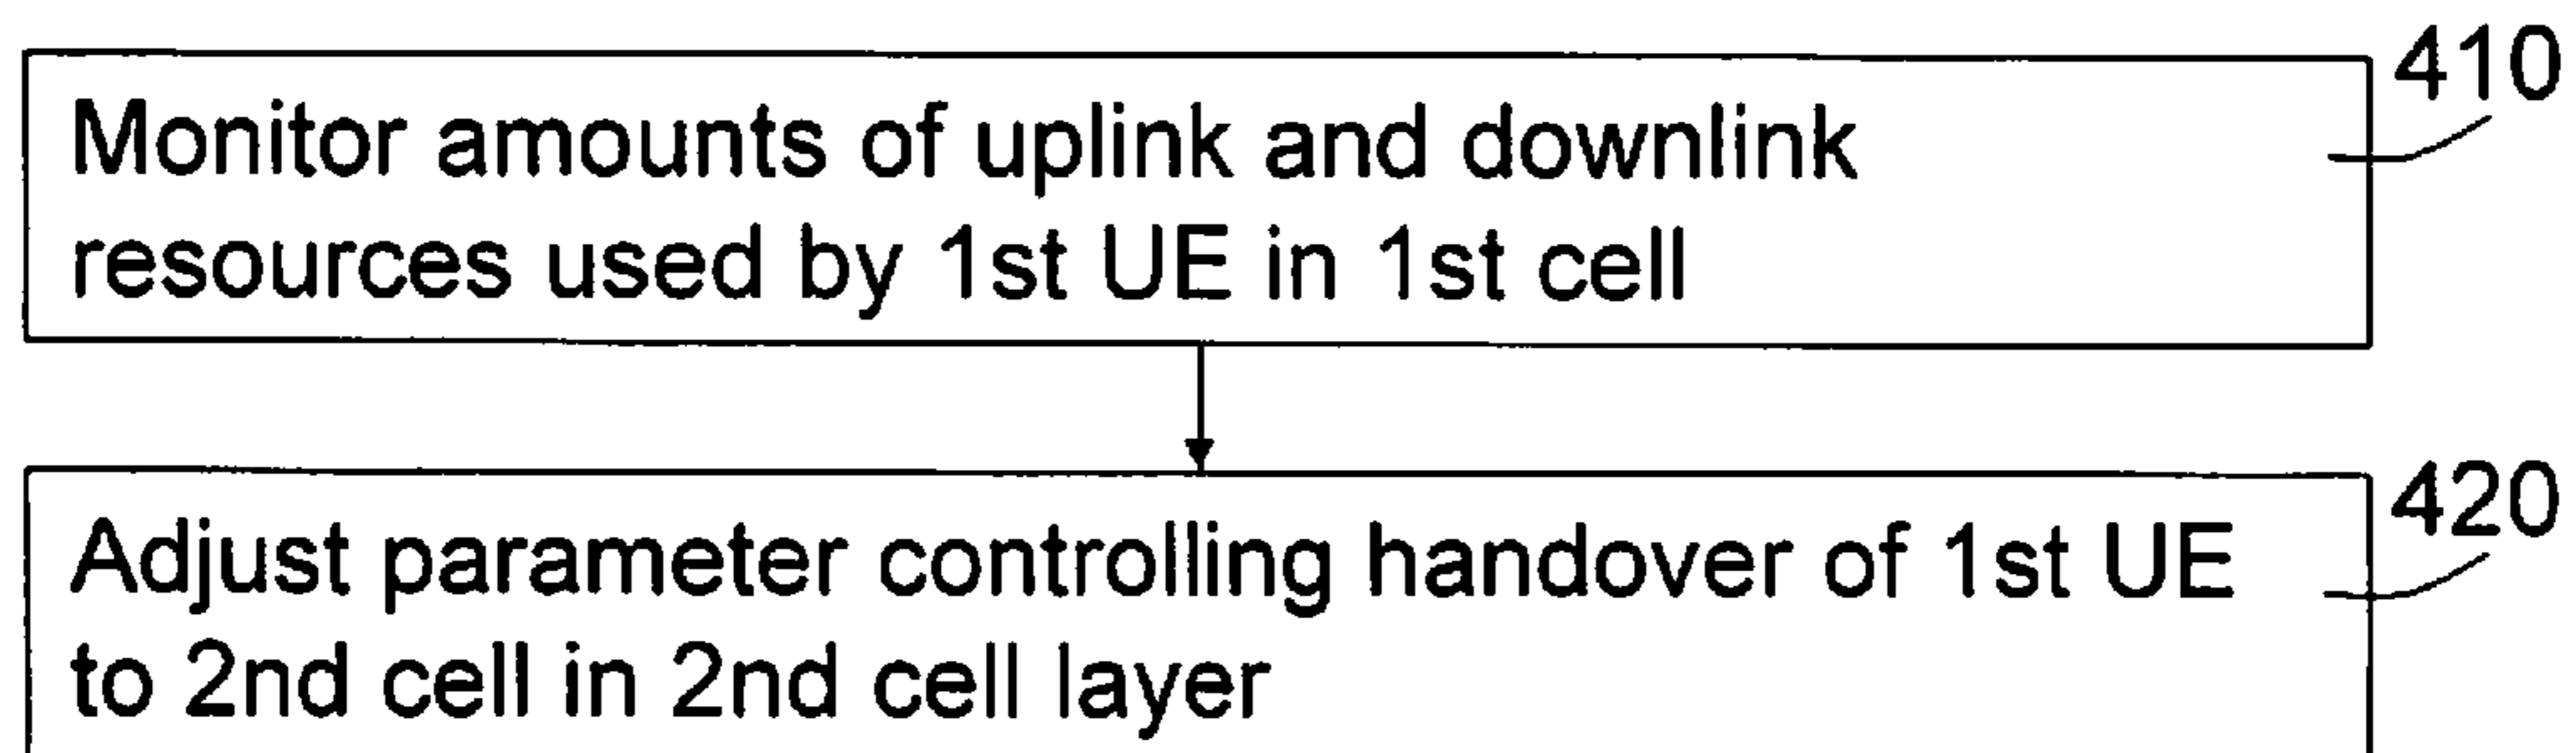 410
Monitor amounts of uplink and downlink
resources used by 1st UE in 1st cell
420
Adjust parameter controlling handover of 1st UE
to 2nd cell in 2nd cell layer